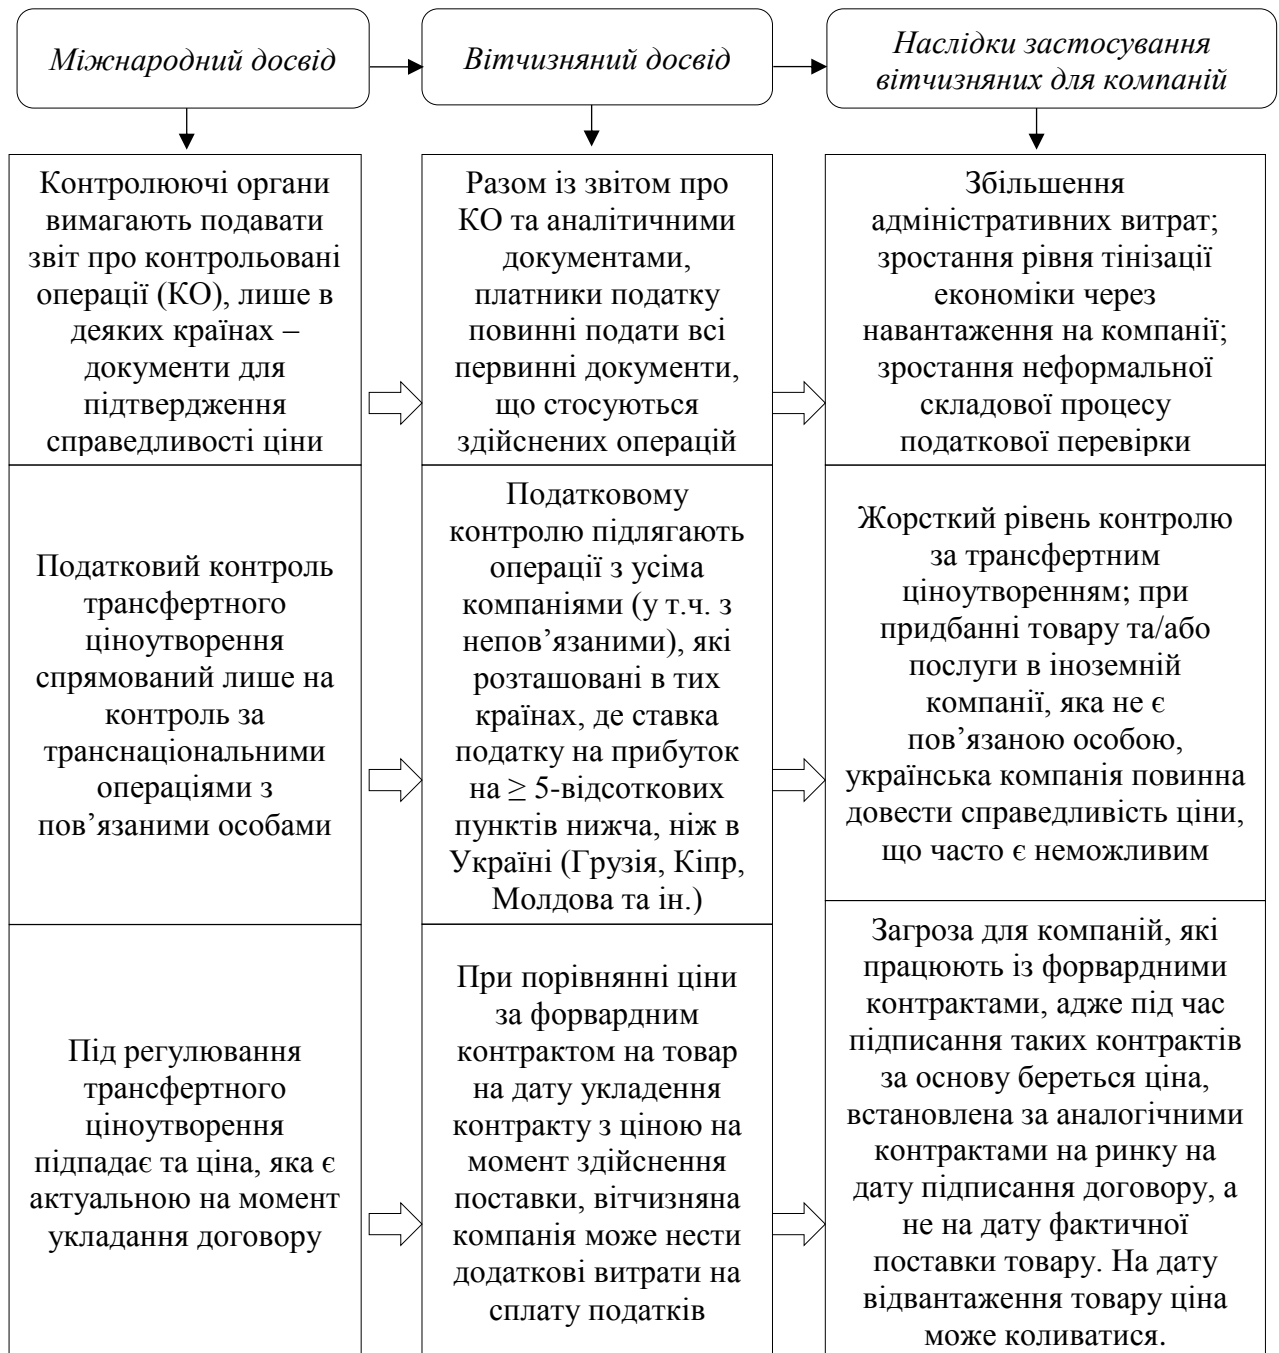 Міжнародний досвід
Вітчизняний досвід
Наслідки застосування
вітчизняних для компаній
Контролюючі органи
вимагають подавати
звіт про контрольовані
операції (КО), лише в
деяких країнах –
документи для
підтвердження
справедливості ціни
Разом із звітом про
КО та аналітичними
документами,
платники податку
повинні подати всі
первинні документи,
що стосуються
здійснених операцій
Збільшення
адміністративних витрат;
зростання рівня тінізації
економіки через
навантаження на компанії;
зростання неформальної
складової процесу
податкової перевірки
Податковий контроль
трансфертного
ціноутворення
спрямований лише на
контроль за
транснаціональними
операціями з
пов’язаними особами
Податковому
контролю підлягають
операції з усіма
компаніями (у т.ч. з
непов’язаними), які
розташовані в тих
країнах, де ставка
податку на прибуток
на ≥ 5-відсоткових
пунктів нижча, ніж в
Україні (Грузія, Кіпр,
Молдова та ін.)
Жорсткий рівень контролю
за трансфертним
ціноутворенням; при
придбанні товару та/або
послуги в іноземній
компанії, яка не є
пов’язаною особою,
українська компанія повинна
довести справедливість ціни,
що часто є неможливим
Під регулювання
трансфертного
ціноутворення
підпадає та ціна, яка є
актуальною на момент
укладання договору
При порівнянні ціни
за форвардним
контрактом на товар
на дату укладення
контракту з ціною на
момент здійснення
поставки, вітчизняна
компанія може нести
додаткові витрати на
сплату податків
Загроза для компаній, які
працюють із форвардними
контрактами, адже під час
підписання таких контрактів
за основу береться ціна,
встановлена за аналогічними
контрактами на ринку на
дату підписання договору, а
не на дату фактичної
поставки товару. На дату
відвантаження товару ціна
може коливатися.